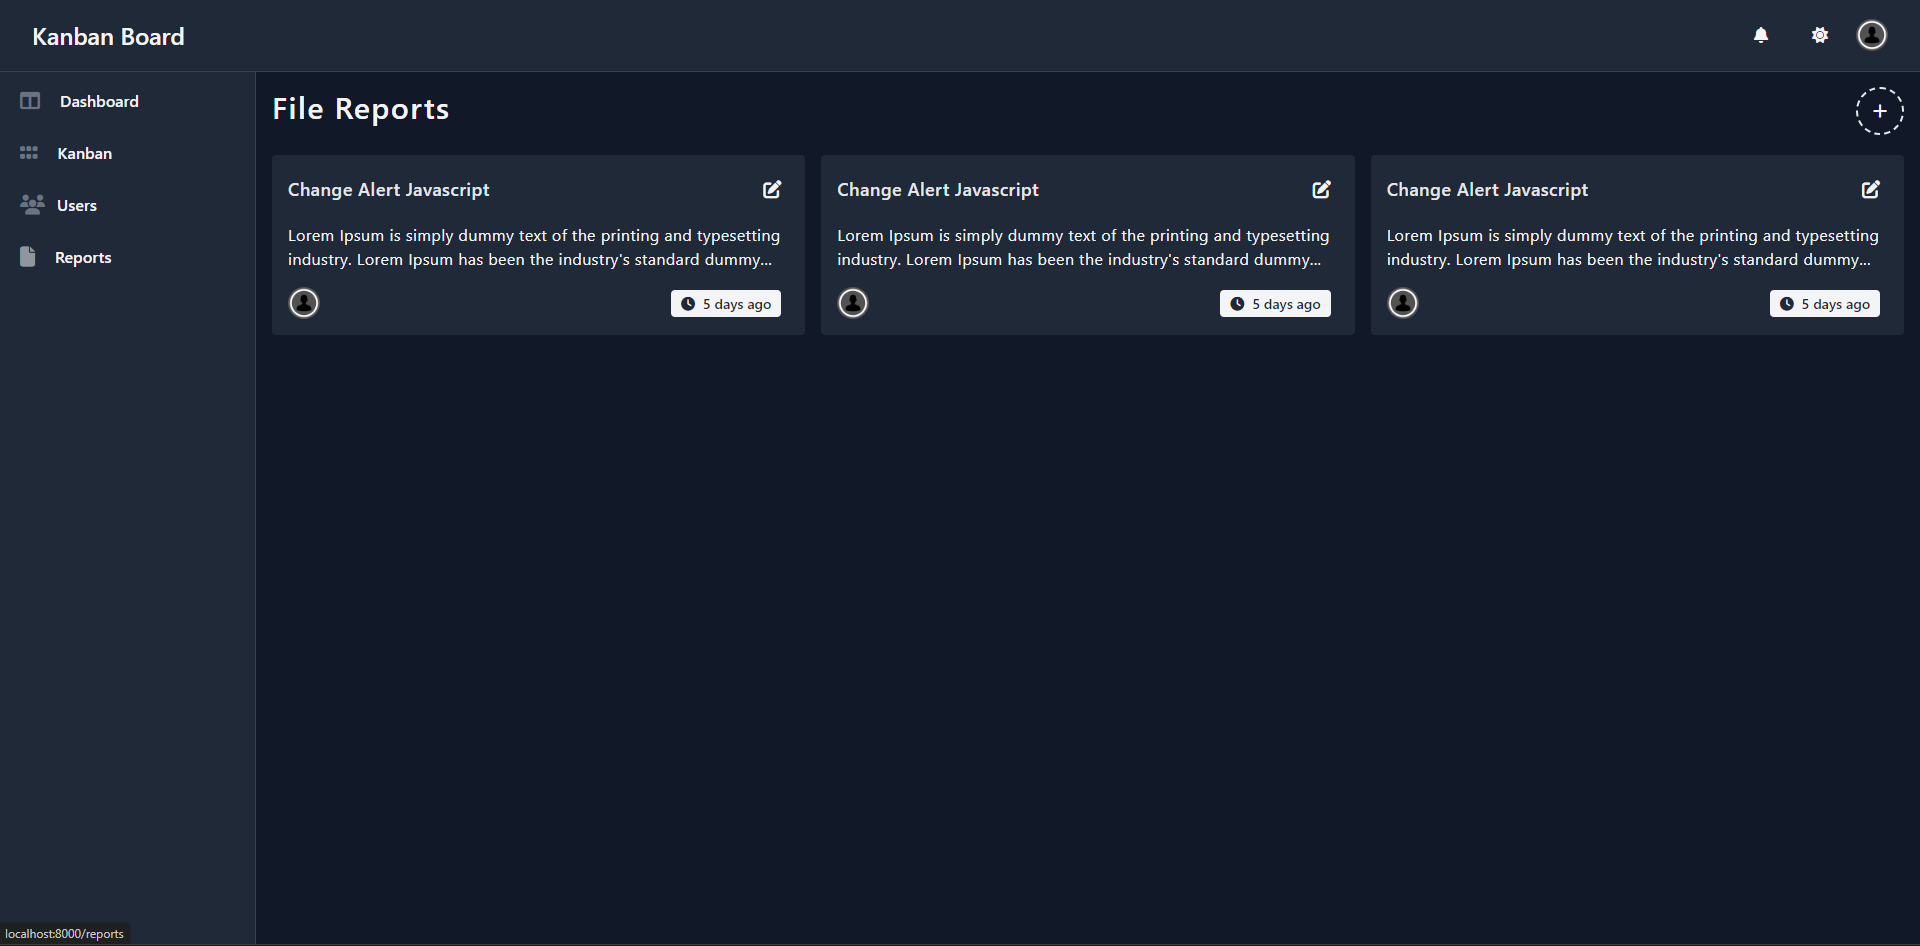 Kanban Board
Dashboard
Kanban
Users
Reports
File Reports
+
Change Alert Javascript
Lorem Ipsum is simply dummy text of the printing and typesetting
industry. Lorem Ipsum has been the industry's standard dummy...
5 days ago
Change Alert Javascript
Lorem Ipsum is simply dummy text of the printing and typesetting
industry. Lorem Ipsum has been the industry's standard dummy...
5 days ago
Change Alert Javascript
Lorem Ipsum is simply dummy text of the printing and typesetting
industry. Lorem Ipsum has been the industry's standard dummy...
5 days ago
localhost:8000/reports